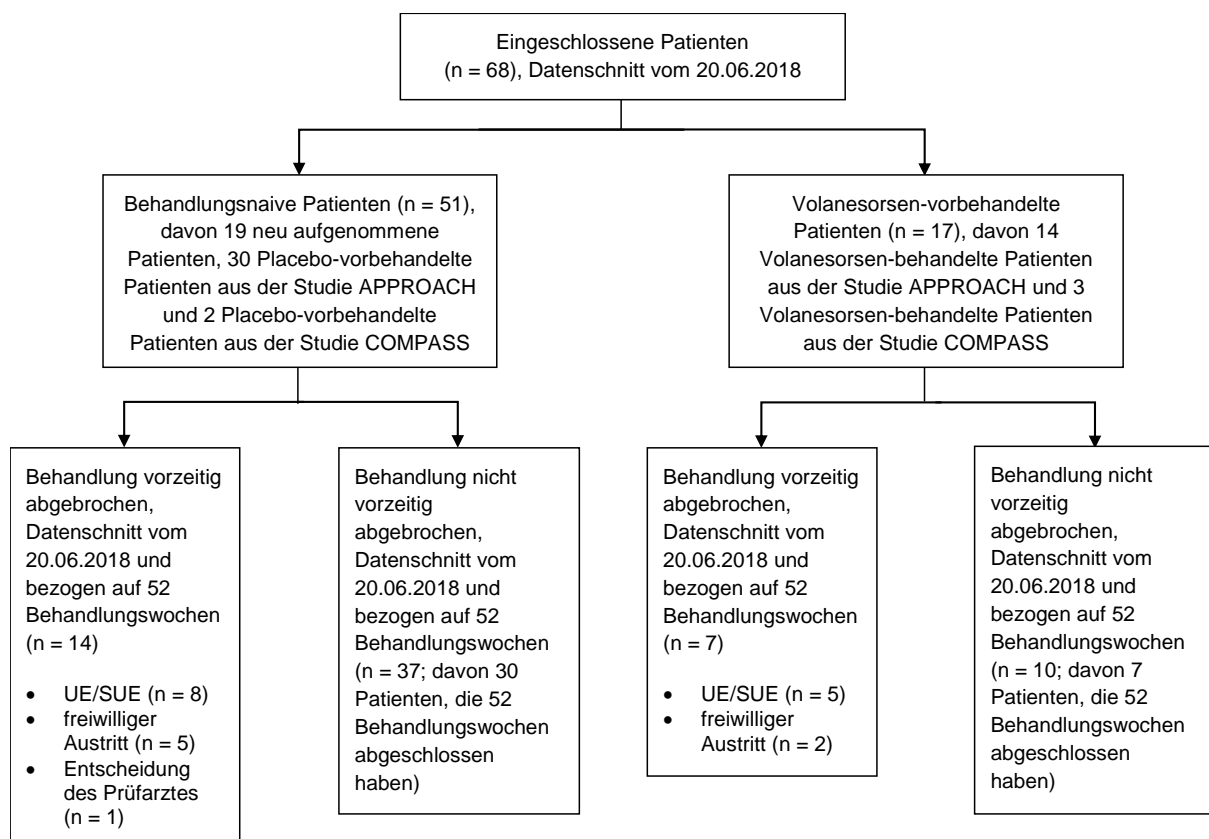 Eingeschlossene Patienten
(n = 68), Datenschnitt vom 20.06.2018
Behandlungsnaive Patienten (n = 51),
davon 19 neu aufgenommene
Patienten, 30 Placebo-vorbehandelte
Patienten aus der Studie APPROACH
und 2 Placebo-vorbehandelte
Patienten aus der Studie COMPASS
Volanesorsen-vorbehandelte
Patienten (n = 17), davon 14
Volanesorsen-behandelte Patienten
aus der Studie APPROACH und 3
Volanesorsen-behandelte Patienten
aus der Studie COMPASS
Behandlung vorzeitig
abgebrochen,
Datenschnitt vom
20.06.2018 und
bezogen auf 52
Behandlungswochen
(n = 14)
• UE/SUE (n = 8)
• freiwilliger
Austritt (n = 5)
• Entscheidung
des Prüfarztes
(n = 1)
Behandlung nicht
vorzeitig
abgebrochen,
Datenschnitt vom
20.06.2018 und
bezogen auf 52
Behandlungswochen
(n = 37; davon 30
Patienten, die 52
Behandlungswochen
abgeschlossen
haben)
Behandlung vorzeitig
abgebrochen,
Datenschnitt vom
20.06.2018 und
bezogen auf 52
Behandlungswochen
(n = 7)
• UE/SUE (n = 5)
• freiwilliger
Austritt (n = 2)
Behandlung nicht
vorzeitig
abgebrochen,
Datenschnitt vom
20.06.2018 und
bezogen auf 52
Behandlungswochen
(n = 10; davon 7
Patienten, die 52
Behandlungswochen
abgeschlossen
haben)